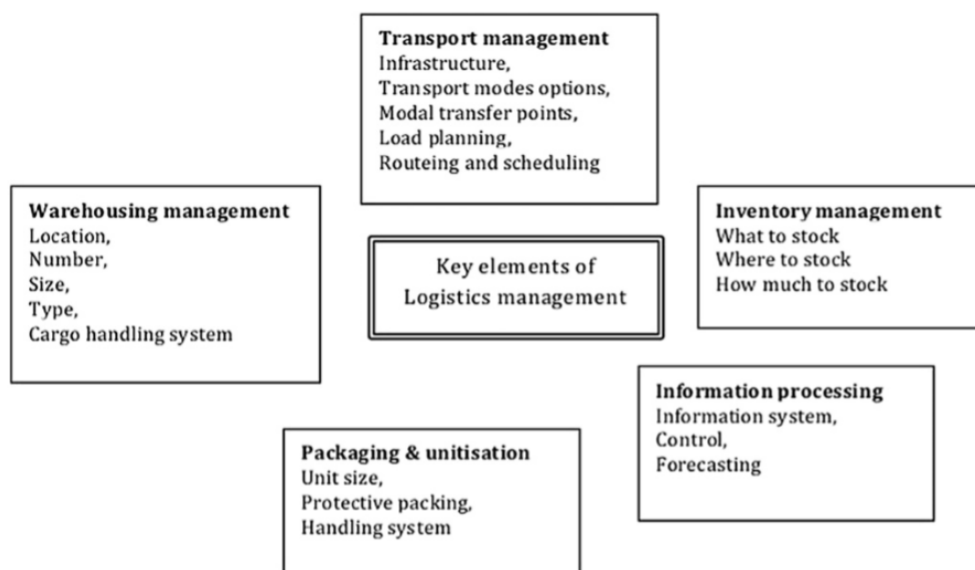 Transport management
Infrastructure,
Transport modes options,
Modal transfer points,
Load planning,
Routeing and scheduling
Warehousing management
Location,
Number,
Size,
Type,
Cargo handling system
Key elements of
Logistics management
Inventory management
What to stock
Where to stock
How much to stock
Information processing
Information system,
Control,
Forecasting
Packaging & unitisation
Unit size,
Protective packing,
Handling system